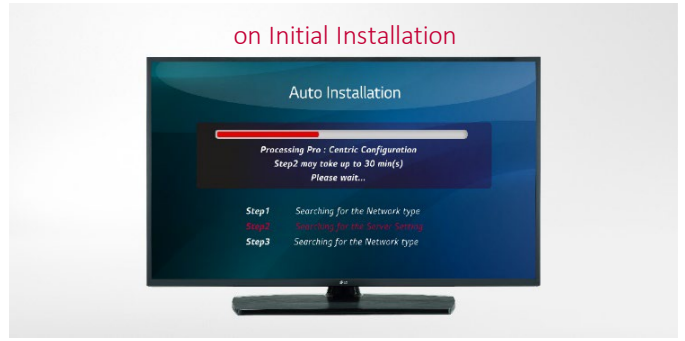 on Initial Installation
Auto Installation
Processing Pro : Centric Configuration
Step2 may take up to 30 min(s)
Please wait...
Step1 Searching for the Network type
Step2 Searching for the Server Setting
Step3 Searching for the Network type
LG